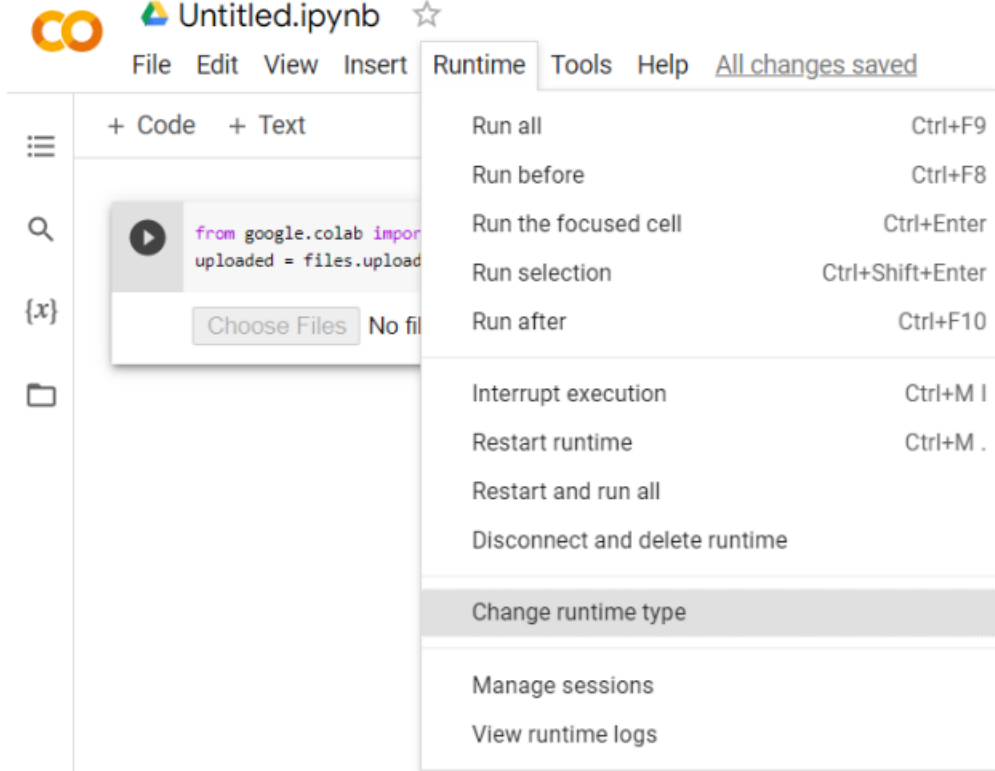 Untitled.ipynb
File Edit View Insert Runtime Tools Help All changes saved
+ Code + Text
Run all Ctrl+F9
Run before Ctrl+F8
Run the focused cell Ctrl+Enter
Run selection Ctrl+Shift+Enter
Run after Ctrl+F10
from google.colab impor
uploaded = files.upload
Choose Files No fil
Interrupt execution Ctrl+M I
Restart runtime Ctrl+M .
Restart and run all
Disconnect and delete runtime
Change runtime type
Manage sessions
View runtime logs
{x}